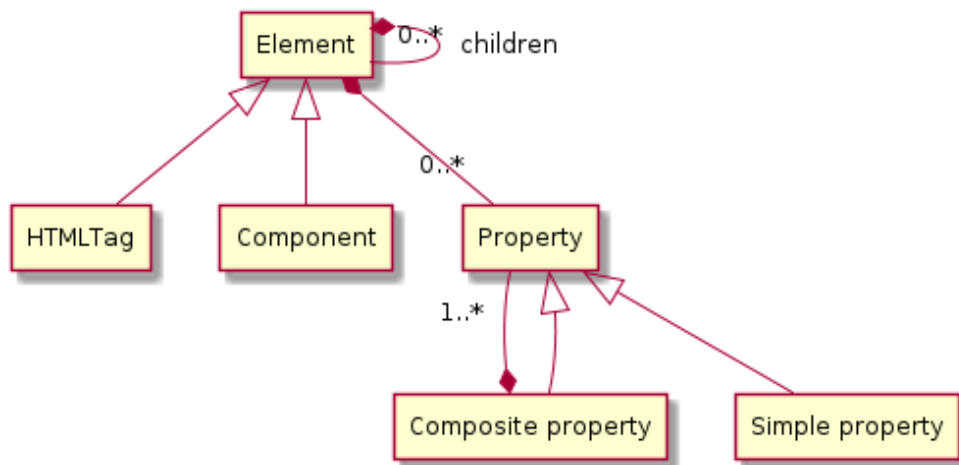 Element
0..*
children
0..*
HTMLTag
Component
Property
1..*
Composite property
Simple property